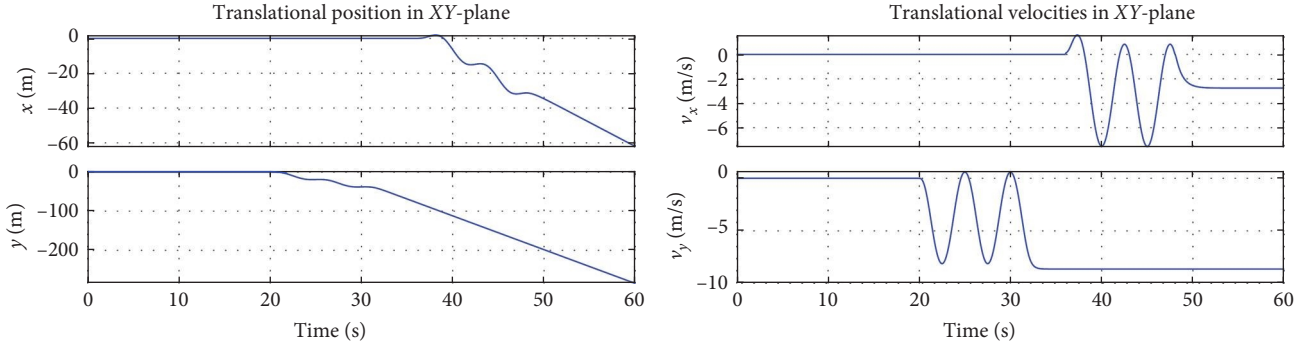 Translational position in XY-plane
0
−20
−40
−60
x (m)
0
−100
−200
y (m)
0 10 20 30 40 50 60
Time (s)
Translational velocities in XY-plane
0
−2
−4
−6
vx (m/s)
0
−5
−10
vy (m/s)
0 10 20 30 40 50 60
Time (s)